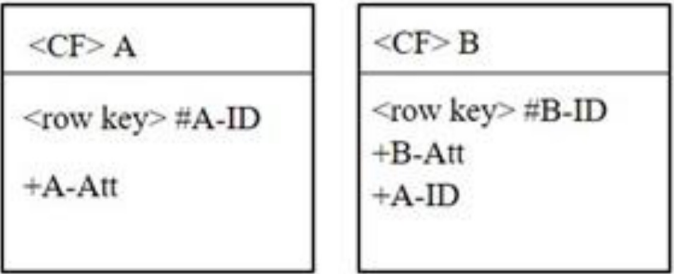 <CF> A
<row key> #A-ID
+A-Att
<CF> B
<row key> #B-ID
+B-Att
+A-ID